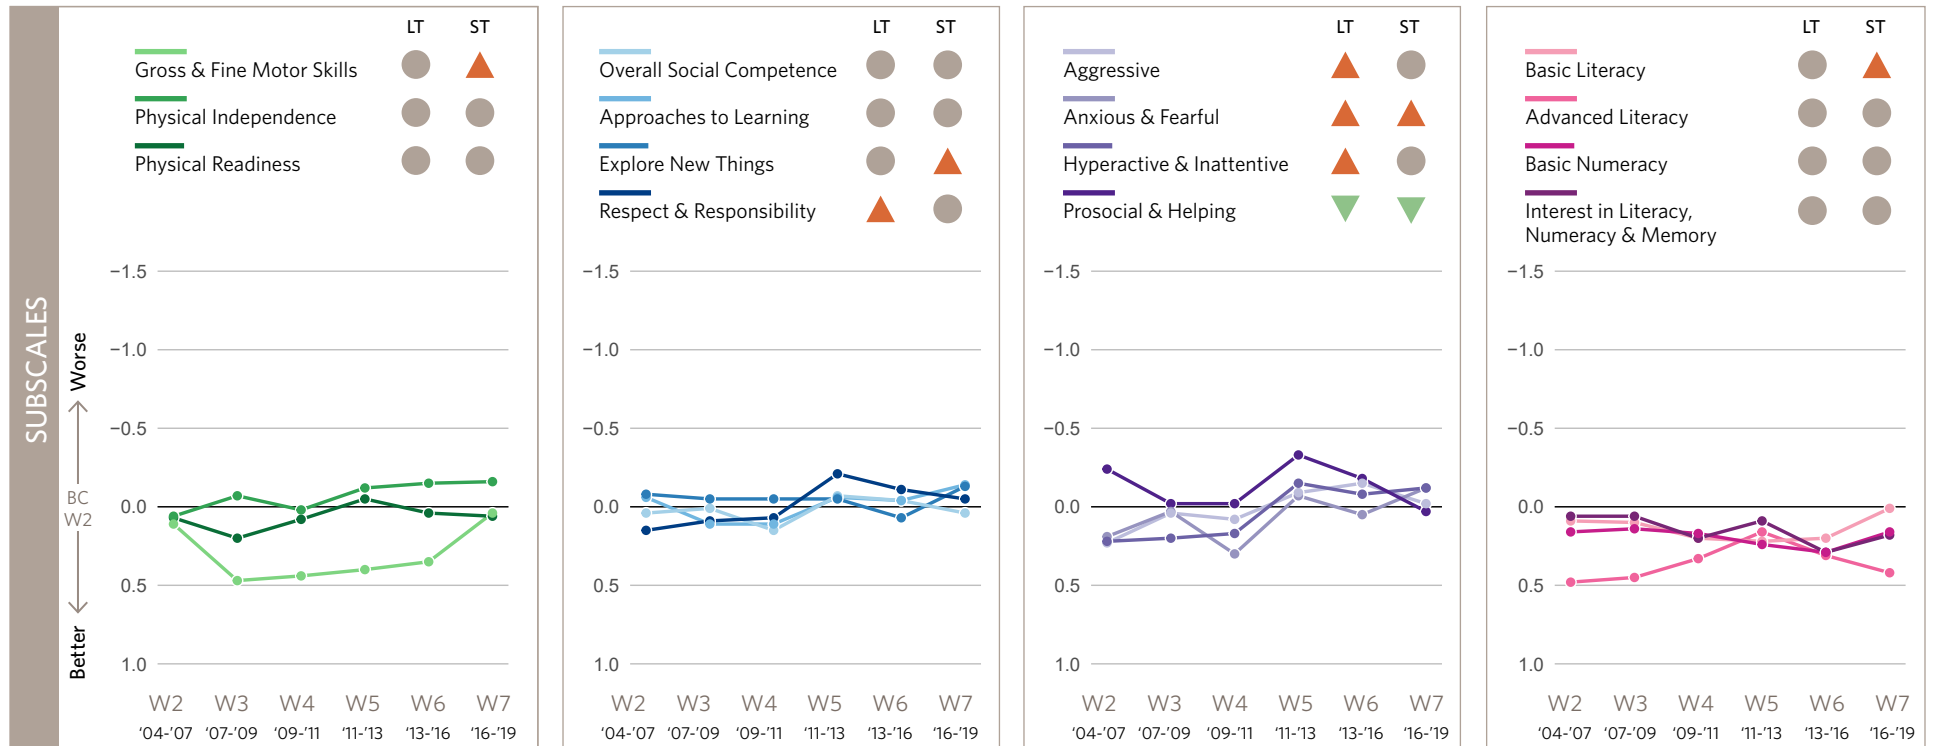 SUBSCALES
Worse
BC
W2
Better
LT ST
Gross & Fine Motor Skills
Physical Independence
Physical Readiness
−1.5
−1.0
−0.5
0.0
0.5
1.0
W2 W3 W4 W5 W6 W7
‘04-’07 ‘07-’09 ‘09-’11 ‘11-’13 ‘13-’16 ‘16-’19
LT ST
Overall Social Competence
Approaches to Learning
Explore New Things
Respect & Responsibility
−1.5
−1.0
−0.5
0.0
0.5
1.0
W2 W3 W4 W5 W6 W7
‘04-’07 ‘07-’09 ‘09-’11 ‘11-’13 ‘13-’16 ‘16-’19
LT ST
Aggressive
Anxious & Fearful
Hyperactive & Inattentive
Prosocial & Helping
−1.5
−1.0
−0.5
0.0
0.5
1.0
W2 W3 W4 W5 W6 W7
‘04-’07 ‘07-’09 ‘09-’11 ‘11-’13 ‘13-’16 ‘16-’19
LT ST
Basic Literacy
Advanced Literacy
Basic Numeracy
Interest in Literacy,
Numeracy & Memory
−1.5
−1.0
−0.5
0.0
0.5
1.0
W2 W3 W4 W5 W6 W7
‘04-’07 ‘07-’09 ‘09-’11 ‘11-’13 ‘13-’16 ‘16-’19